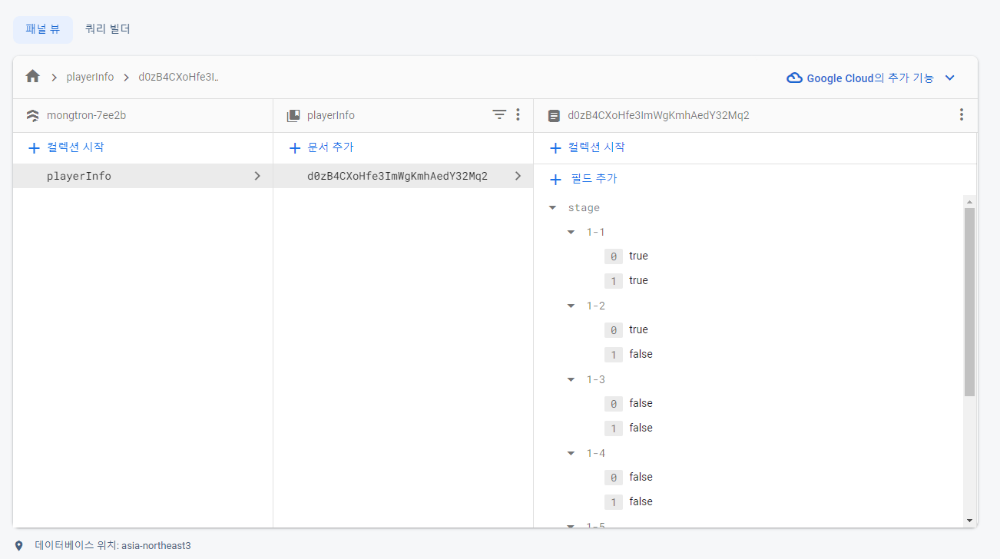 패널 뷰 쿼리 빌더
playerInfo d0zB4CXoHfe3I.. Google Cloud의 추가 기능
mongtron-7ee2b playerInfo d0zB4CXoHfe3ImWgKmhAedY32Mq2
컬렉션 시작 문서 추가 컬렉션 시작
playerInfo d0zB4CXoHfe3ImWgKmhAedY32Mq2
필드 추가
stage
1-1
0 true
1 true
1-2
0 true
1 false
1-3
0 false
1 false
1-4
0 false
1 false
1-5
데이터베이스 위치: asia-northeast3